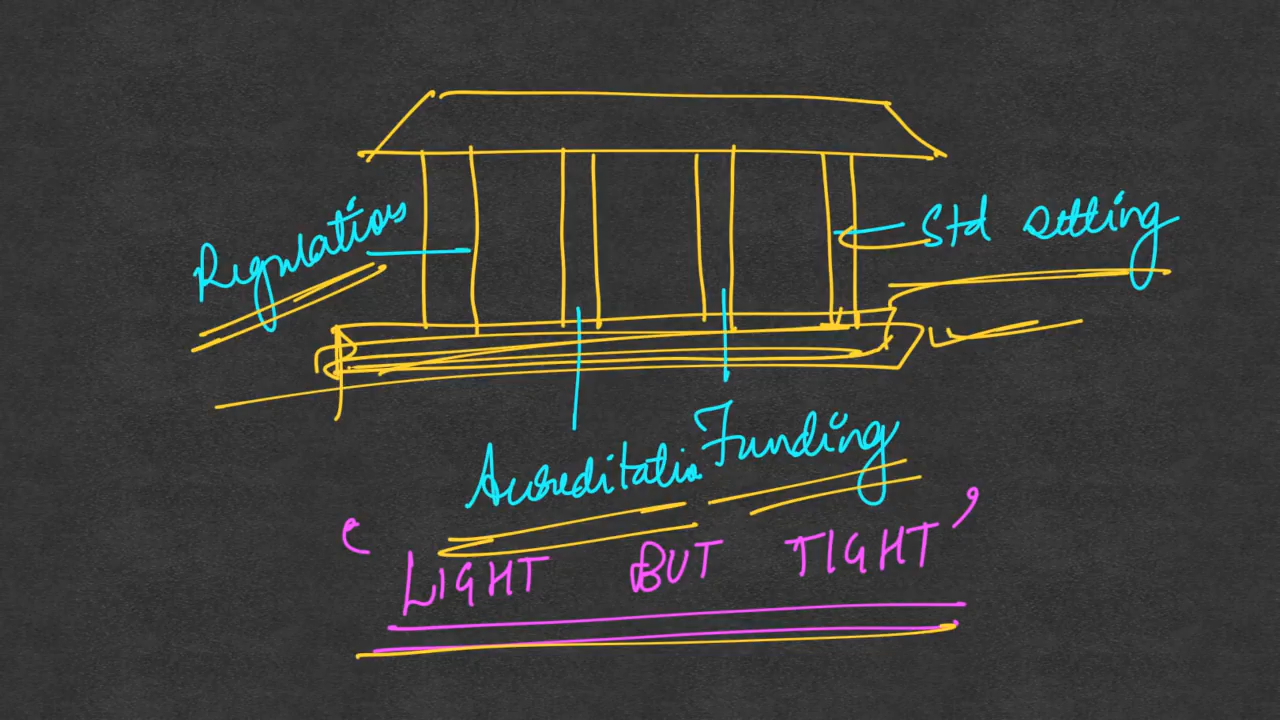 Regulations
Std setting
Accreditatio
Funding
‘ LIGHT BUT TIGHT ’